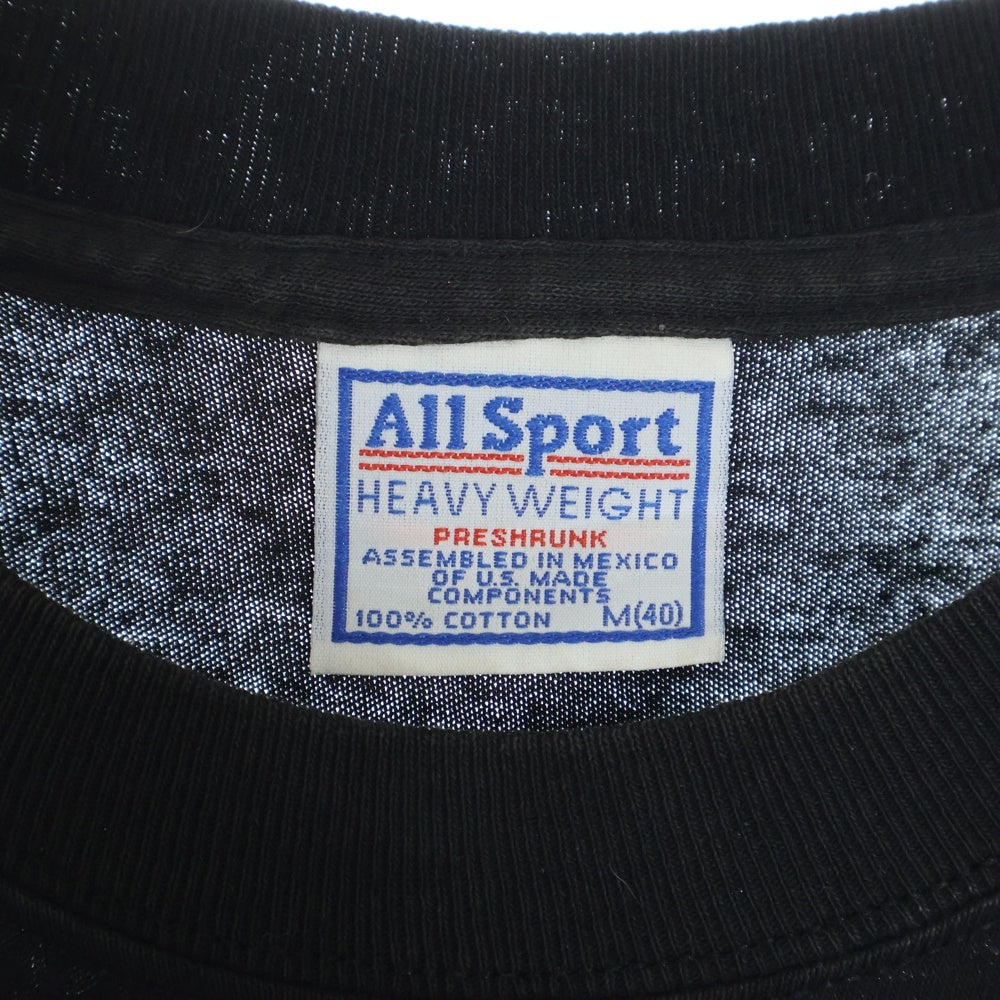 All Sport
HEAVY WEIGHT
PRESHRUNK
ASSEMBLED IN MEXICO
OF U.S. MADE
COMPONENTS
100% COTTON M(40)